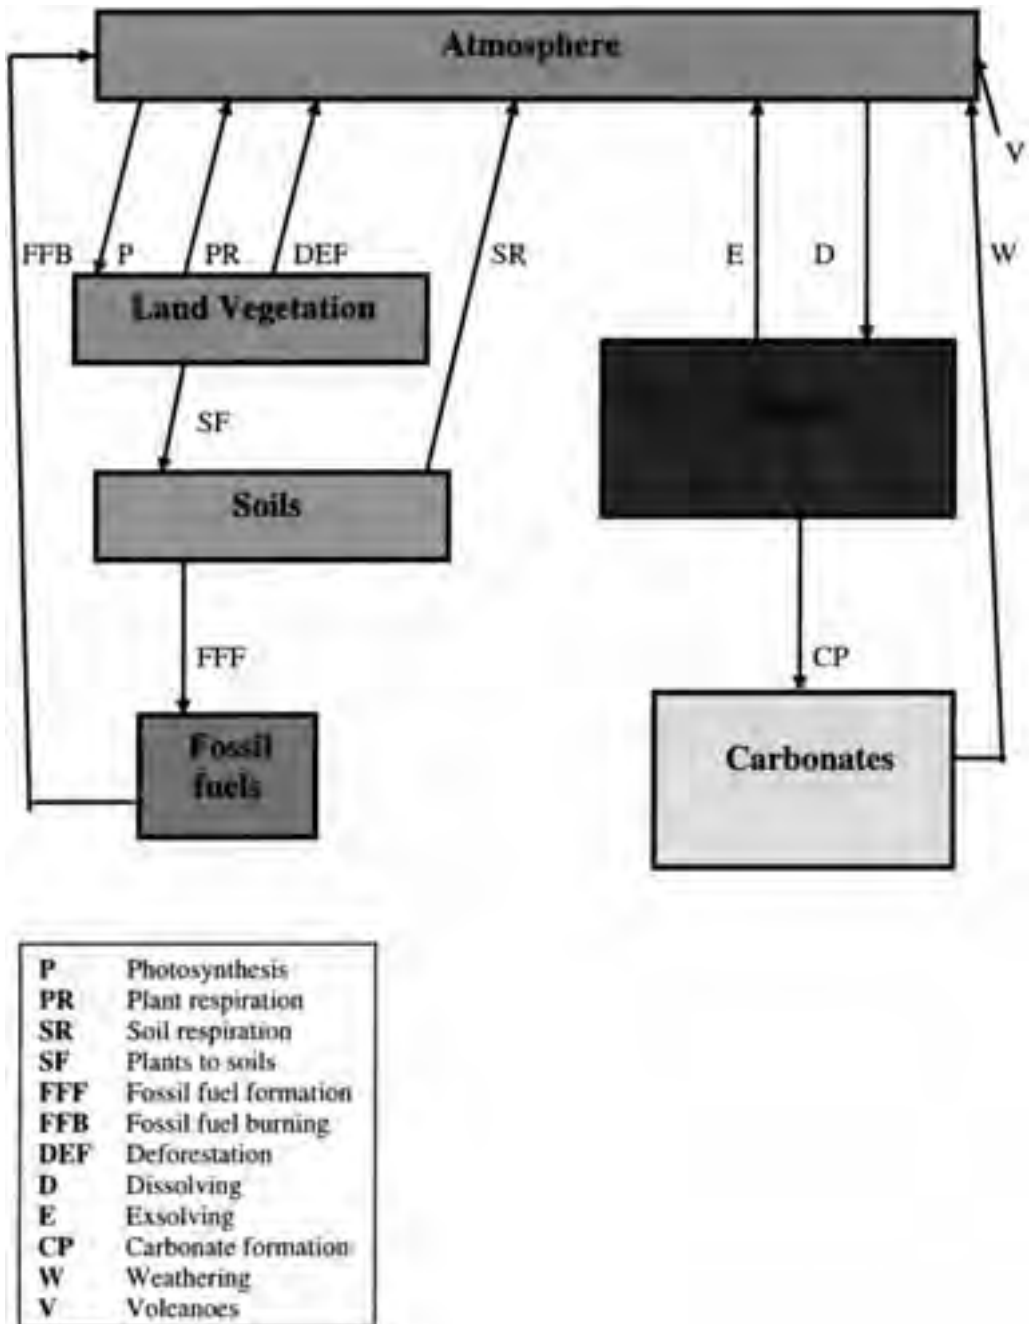 Atmosphere
V
FFB P PR DEF SR E D W
Land Vegetation
SF
Soils
FFF
CP
Fossil
fuels
Carbonates
P Photosynthesis
PR Plant respiration
SR Soil respiration
SF Plants to soils
FFF Fossil fuel formation
FFB Fossil fuel burning
DEF Deforestation
D Dissolving
E Exsolving
CP Carbonate formation
W Weathering
V Volcanoes